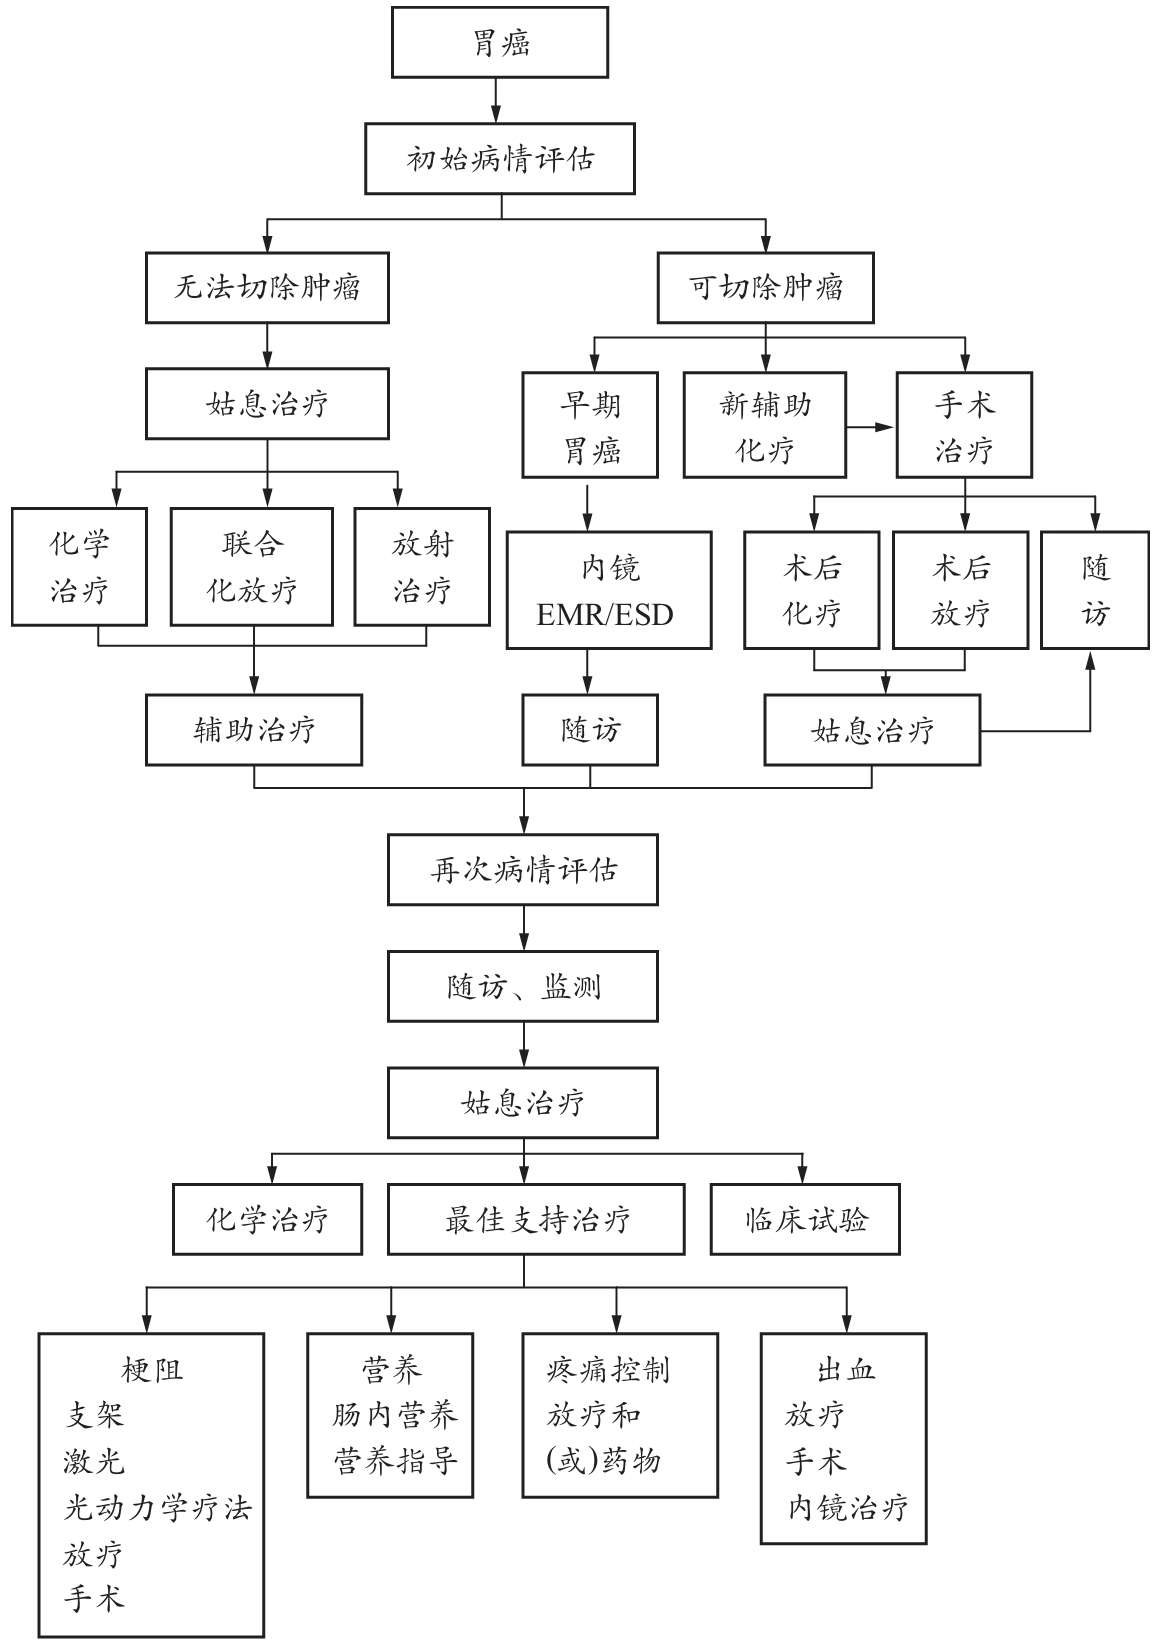 胃癌
初始病情评估
无法切除肿瘤
可切除肿瘤
姑息治疗
早期
胃癌
新辅助
化疗
手术
治疗
化学
治疗
联合
化放疗
放射
治疗
内镜
EMR/ESD
术后
化疗
术后
放疗
随
访
辅助治疗
随访
姑息治疗
再次病情评估
随访、监测
姑息治疗
化学治疗
最佳支持治疗
临床试验
梗阻
支架
激光
光动力学疗法
放疗
手术
营养
肠内营养
营养指导
疼痛控制
放疗和
(或)药物
出血
放疗
手术
内镜治疗